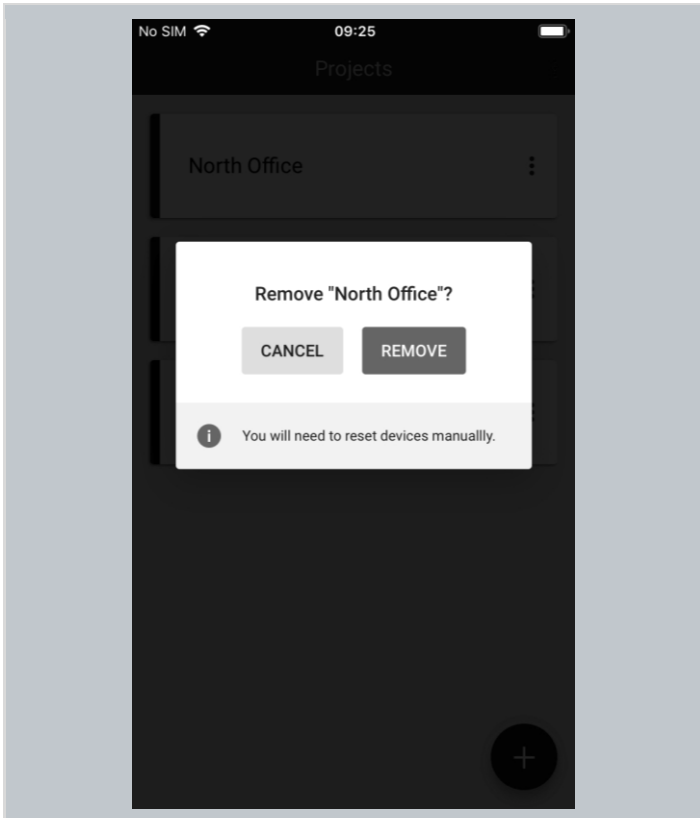 No SIM 09:25
Projects
North Office
Remove "North Office"?
CANCEL REMOVE
You will need to reset devices manuallly.